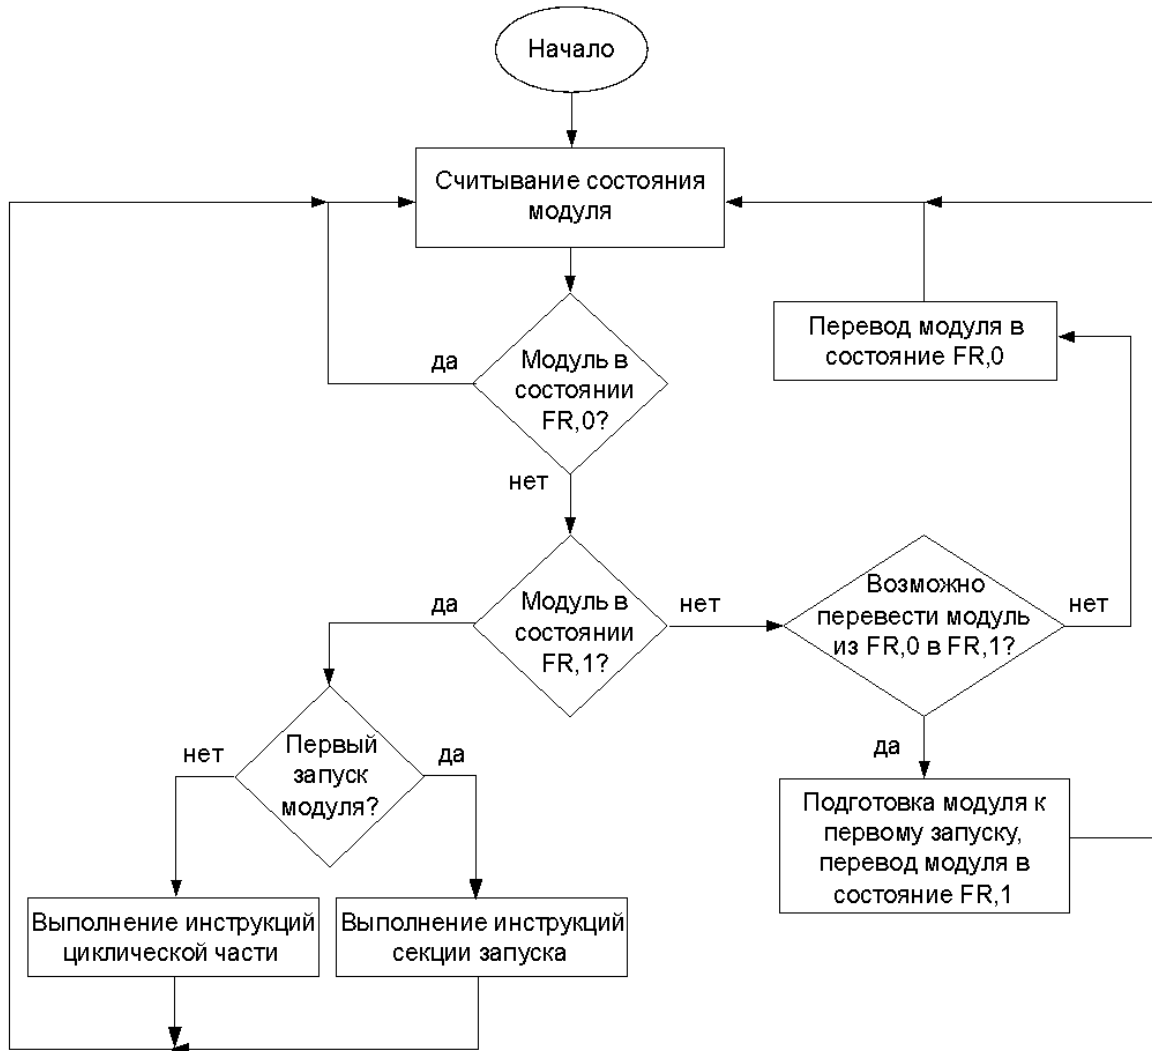 Начало
Считывание состояния
модуля
да
Модуль в
состоянии
FR,0?
Перевод модуля в
состояние FR,0
нет
да
Модуль в
состоянии
FR,1?
нет
Возможно
перевести модуль
из FR,0 в FR,1?
нет
нет
Первый
запуск
модуля?
да
да
Подготовка модуля к
первому запуску,
перевод модуля в
состояние FR,1
Выполнение инструкций
циклической части
Выполнение инструкций
секции запуска